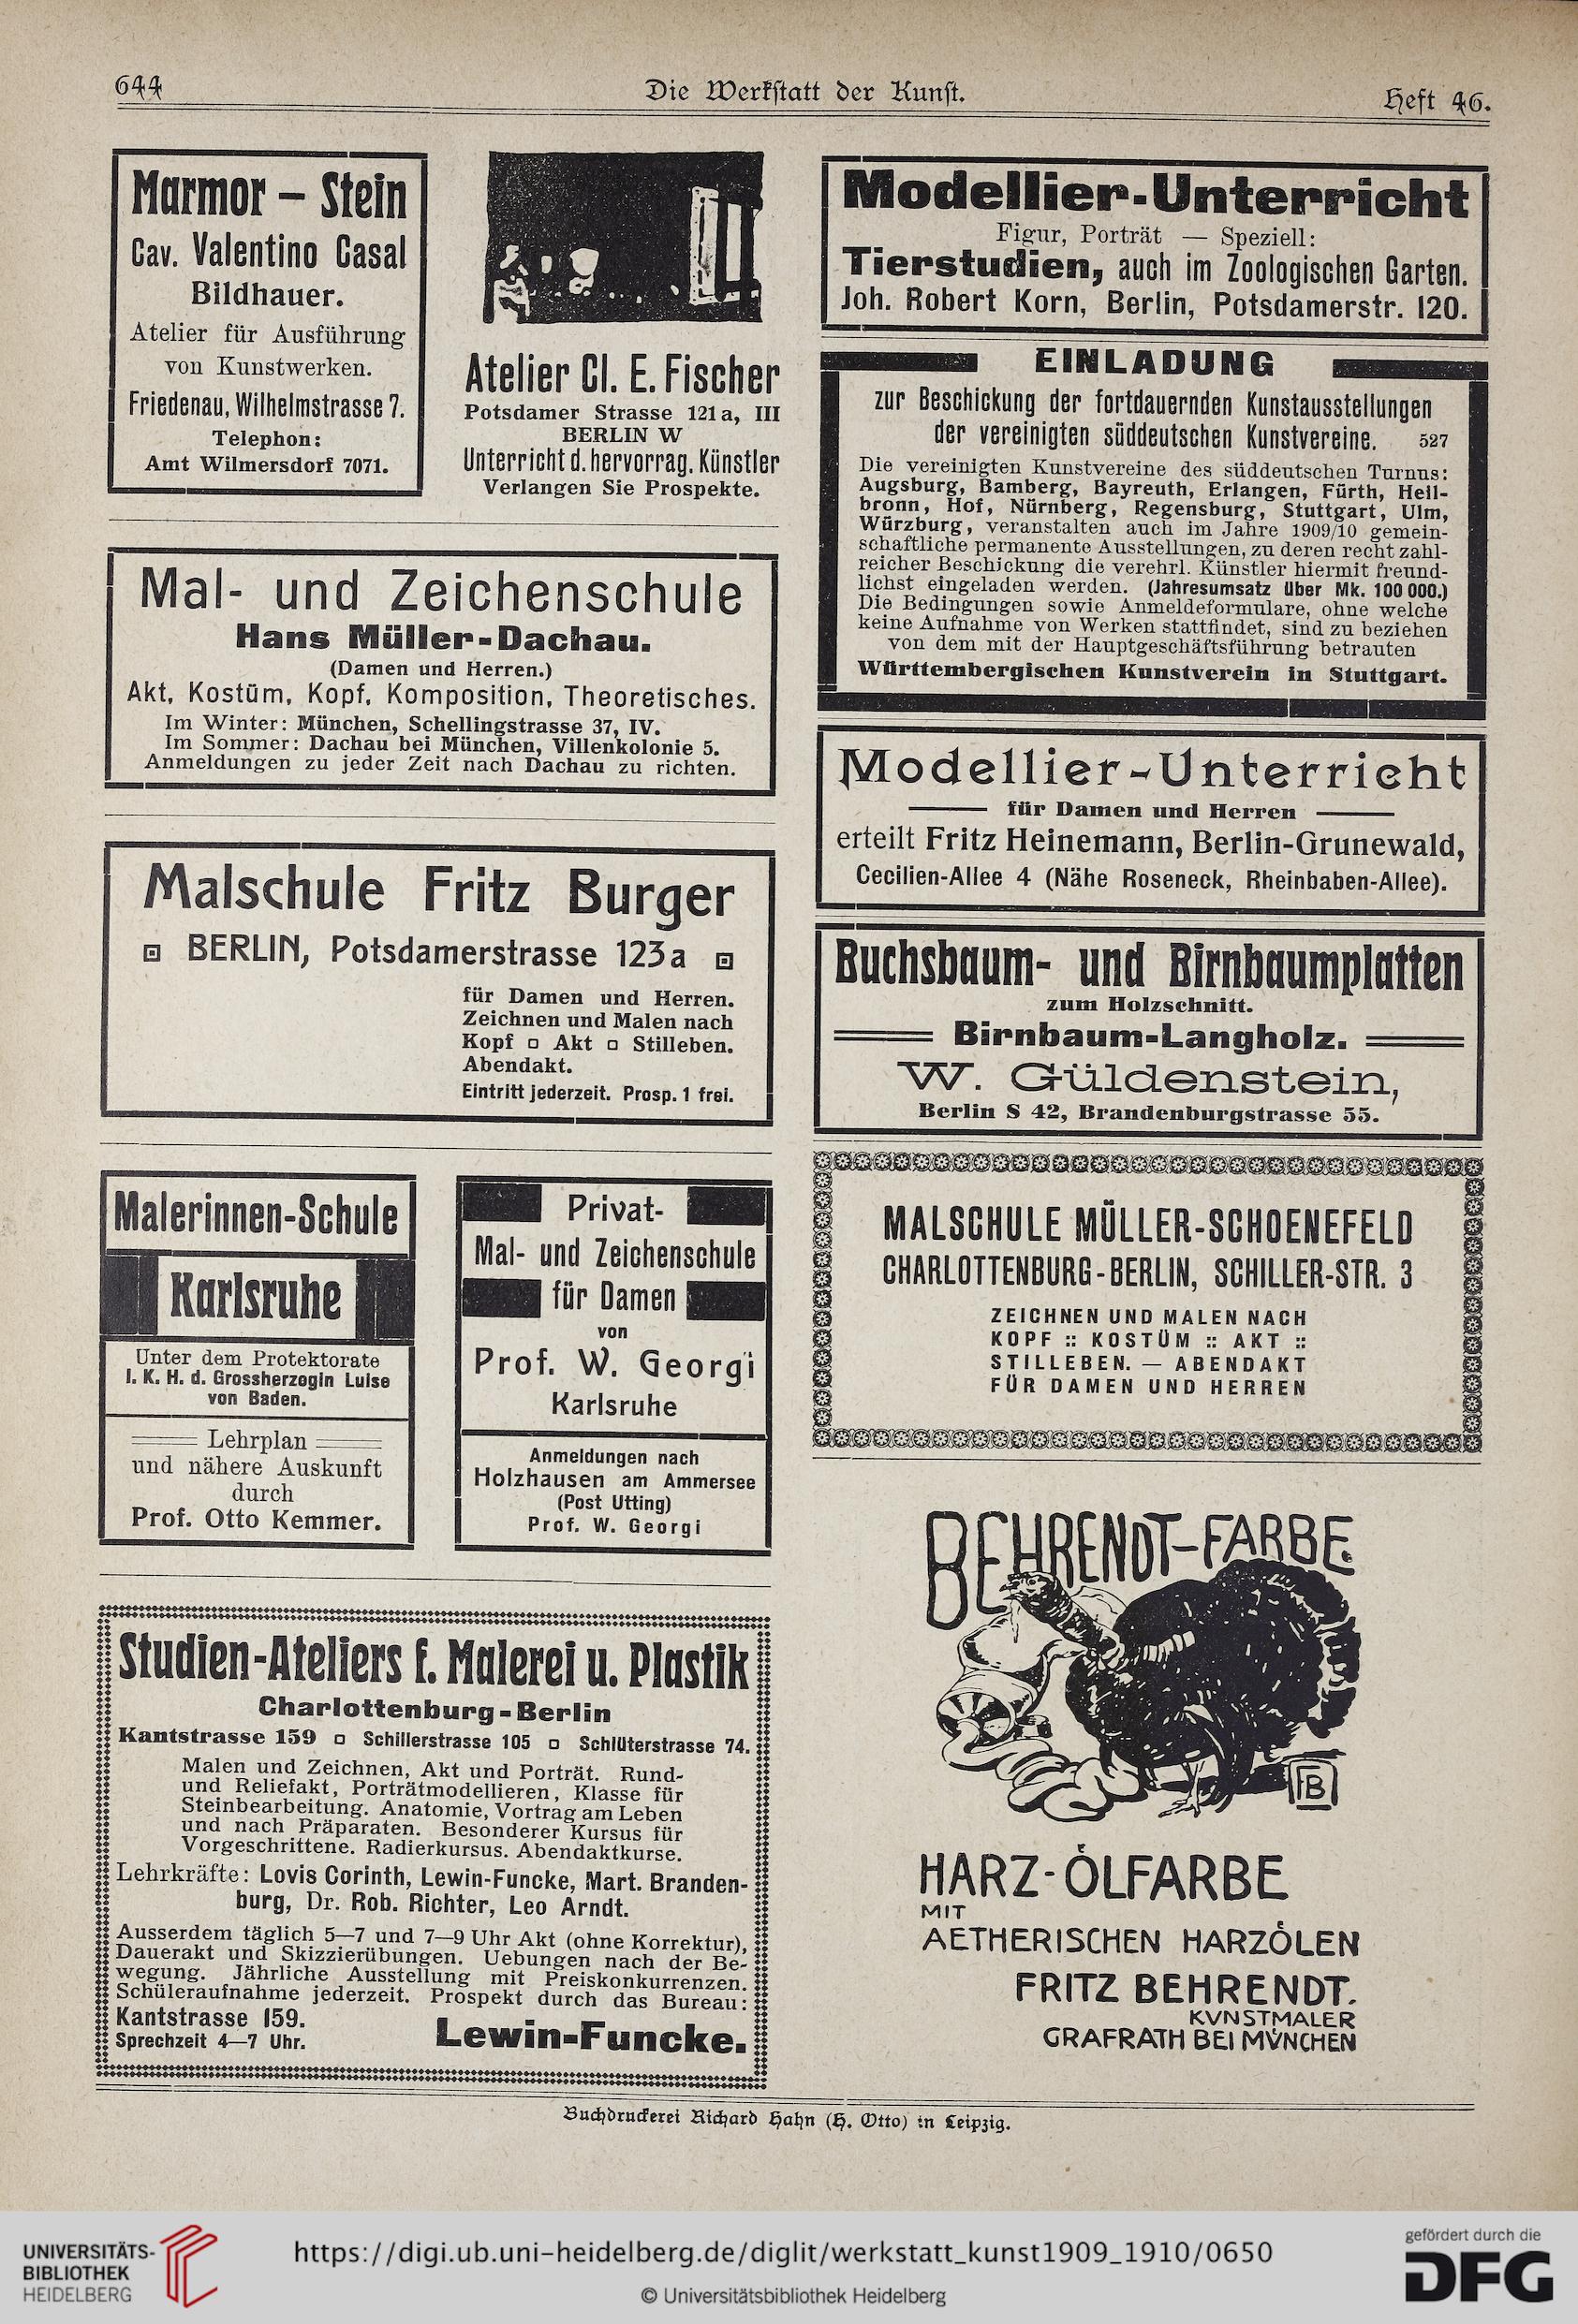 644
Die Werkstatt der Kunst.
Heft 46.
Marmor – Stein
Cav. Valentino Casal
Bildhauer.
Atelier für Ausführung
von Kunstwerken.
Friedenau, Wilhelmstrasse 7.
Telephon:
Amt Wilmersdorf 7071.
Atelier Cl. E. Fischer
Potsdamer Strasse 121a, III
BERLIN W
Unterricht d. hervorrag. Künstler
Verlangen Sie Prospekte.
Mal- und Zeichenschule
Hans Müller-Dachau.
(Damen und Herren.)
Akt, Kostüm, Kopf, Komposition, Theoretisches.
Im Winter: München, Schellingstrasse 37, IV.
Im Sommer: Dachau bei München, Villenkolonie 5.
Anmeldungen zu jeder Zeit nach Dachau zu richten.
Malschule Fritz Burger
BERLIN, Potsdamerstrasse 123a
für Damen und Herren.
Zeichnen und Malen nach
Kopf ▫ Akt ▫ Stilleben.
Abendakt.
Eintritt jederzeit. Prosp. 1 frei.
Malerinnen-Schule
Karlsruhe
Unter dem Protektorate
I. K. H. d. Grossherzogin Luise
von Baden.
Lehrplan
und nähere Auskunft
durch
Prof. Otto Kemmer.
Privat-
Mal- und Zeichenschule
für Damen
von
Prof. W. Georgi
Karlsruhe
Anmeldungen nach
Holzhausen am Ammersee
(Post Utting)
Prof. W. Georgi
Studien-Ateliers f. Malerei u. Plastik
Charlottenburg-Berlin
Kantstrasse 159 ▫ Schillerstrasse 105 ▫ Schlüterstrasse 74.
Malen und Zeichnen, Akt und Porträt. Rund-
und Reliefakt, Porträtmodellieren, Klasse für
Steinbearbeitung. Anatomie, Vortrag am Leben
und nach Präparaten. Besonderer Kursus für
Vorgeschrittene. Radierkursus. Abendaktkurse.
Lehrkräfte: Lovis Corinth, Lewin-Funcke, Mart. Branden-
burg, Dr. Rob. Richter, Leo Arndt.
Ausserdem täglich 5—7 und 7—9 Uhr Akt (ohne Korrektur),
Dauerakt und Skizzierübungen. Uebungen nach der Be-
wegung. Jährliche Ausstellung mit Preiskonkurrenzen.
Schüleraufnahme jederzeit. Prospekt durch das Bureau:
Kantstrasse 159.
Sprechzeit 4—7 Uhr.
Lewin-Funcke.
Modellier-Unterricht
Figur, Porträt — Speziell:
Tierstudien, auch im Zoologischen Garten.
Joh. Robert Korn, Berlin, Potsdamerstr. 120.
EINLADUNG
zur Beschickung der fortdauernden Kunstausstellungen
der vereinigten süddeutschen Kunstvereine. 527
Die vereinigten Kunstvereine des süddeutschen Turnus:
Augsburg, Bamberg, Bayreuth, Erlangen, Fürth, Heil-
bronn, Hof, Nürnberg, Regensburg, Stuttgart, Ulm,
Würzburg, veranstalten auch im Jahre 1909/10 gemein-
schaftliche permanente Ausstellungen, zu deren recht zahl-
reicher Beschickung die verehrl. Künstler hiermit freund-
lichst eingeladen werden. (Jahresumsatz über Mk. 100 000.)
Die Bedingungen sowie Anmeldeformulare, ohne welche
keine Aufnahme von Werken stattfindet, sind zu beziehen
von dem mit der Hauptgeschäftsführung betrauten
Württembergischen Kunstverein in Stuttgart.
Modellier-Unterricht
für Damen und Herren
erteilt Fritz Heinemann, Berlin-Grunewald,
Cecilien-Allee 4 (Nähe Roseneck, Rheinbaben-Allee).
Buchsbaum- und Birnbaumplatten
zum Holzschnitt.
Birnbaum-Langholz.
W. Güldenstein,
Berlin S 42, Brandenburgstrasse 55.
MALSCHULE MÜLLER-SCHOENEFELD
CHARLOTTENBURG-BERLIN, SCHILLER-STR. 3
ZEICHNEN UND MALEN NACH
KOPF :: KOSTÜM :: AKT ::
STILLEBEN. — ABENDAKT
FÜR DAMEN UND HERREN
BEHRENDT-FARBE.
FB
HARZ-ÖLFARBE
MIT
AETHERISCHEN HARZÖLEN
FRITZ BEHRENDT.
KVNSTMALER
GRAFRATH BEI MVNCHEN
Buchdruckerei Richard Hahn (H. Otto) in Leipzig.
UNIVERSITÄTS-
BIBLIOTHEK
HEIDELBERG
https://digi.ub.uni-heidelberg.de/diglit/werkstatt_kunst1909_1910/0650
© Universitätsbibliothek Heidelberg
gefördert durch die
DFG